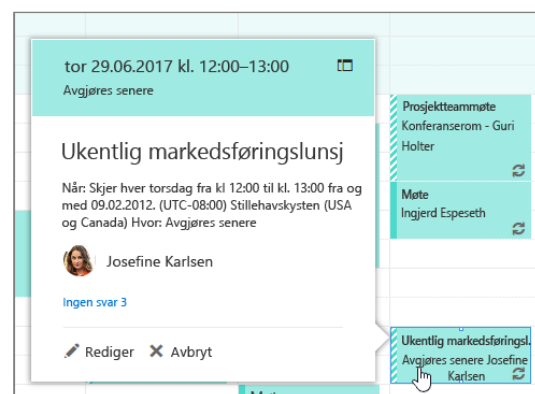 tor 29.06.2017 kl. 12:00–13:00
Avgjøres senere
Ukentlig markedsføringslunsj
Når: Skjer hver torsdag fra kl 12:00 til kl. 13:00 fra og
med 09.02.2012. (UTC-08:00) Stillehavskysten (USA
og Canada) Hvor: Avgjøres senere
Josefine Karlsen
Ingen svar 3
Rediger
Avbryt
Prosjektteammøte
Konferanserom - Guri
Holter
Møte
Ingjerd Espeseth
Ukentlig markedsføringsl.
Avgjøres senere Josefine
Karlsen